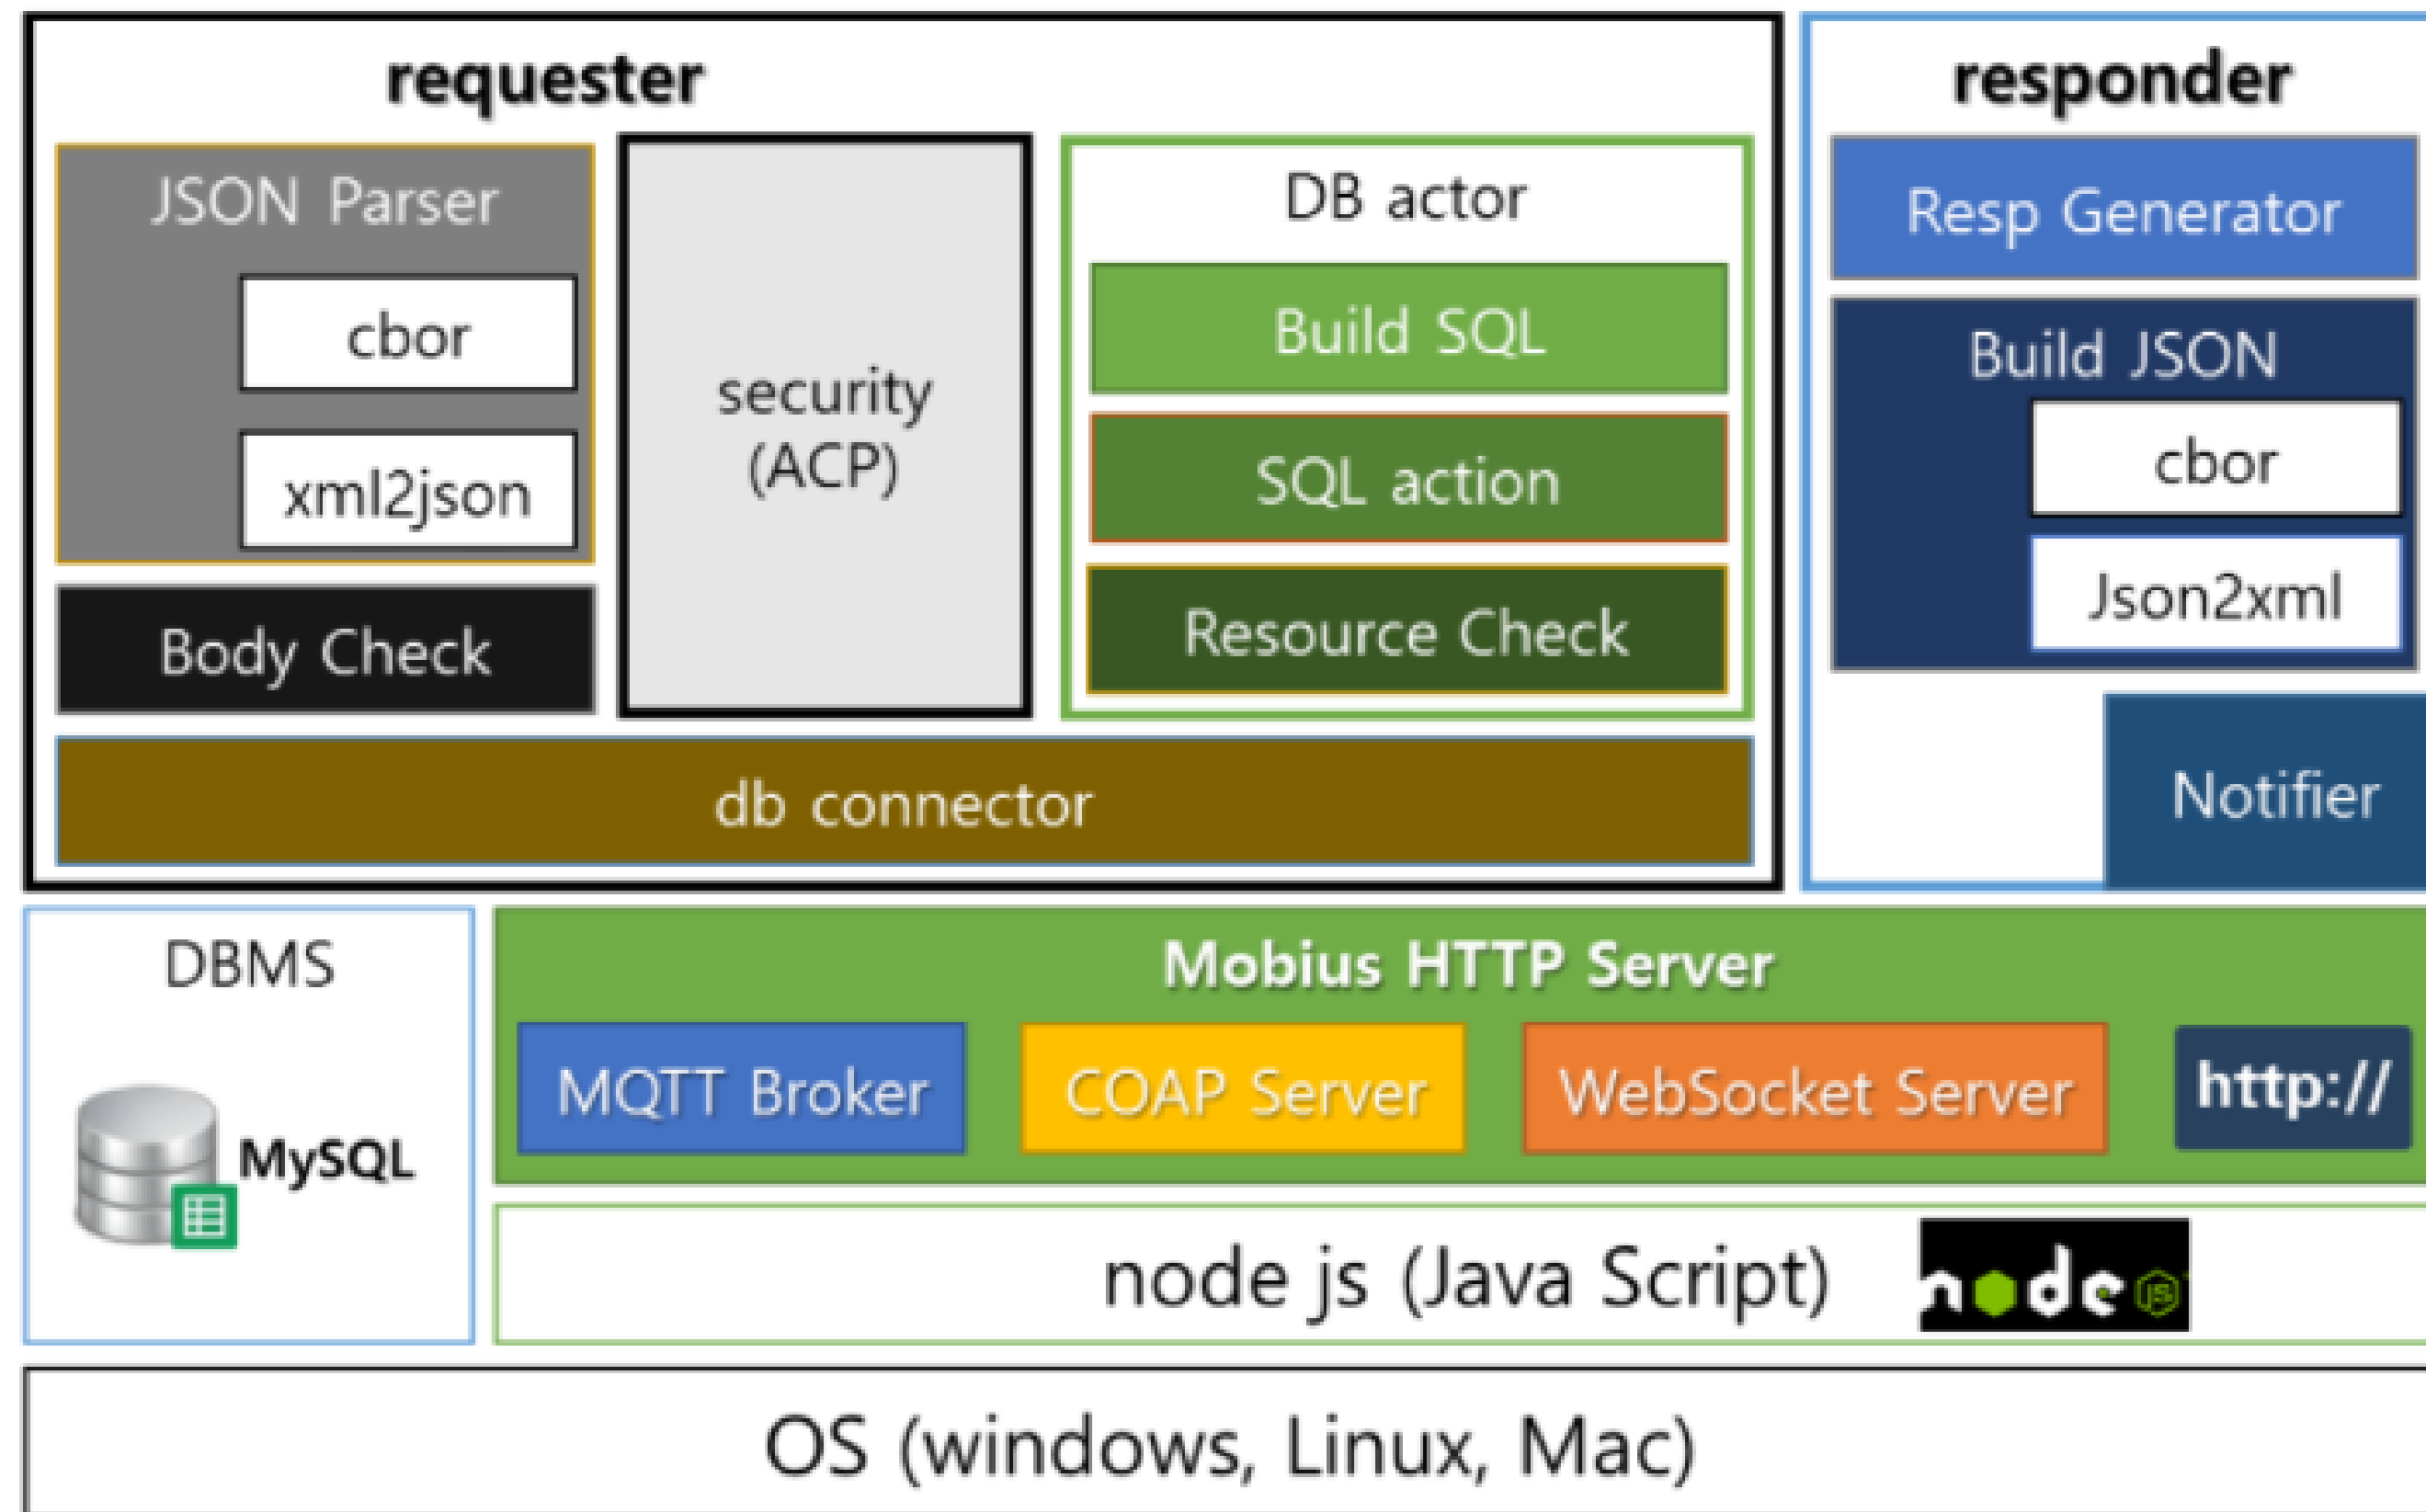 requester
JSON Parser
cbor
xml2json
Body Check
security
(ACP)
DB actor
Build SQL
SQL action
Resource Check
db connector
responder
Resp Generator
Build JSON
cbor
Json2xml
Notifier
DBMS
MySQL
Mobius HTTP Server
MQTT Broker
COAP Server
WebSocket Server
http://
node js (Java Script)
node JS
OS (windows, Linux, Mac)